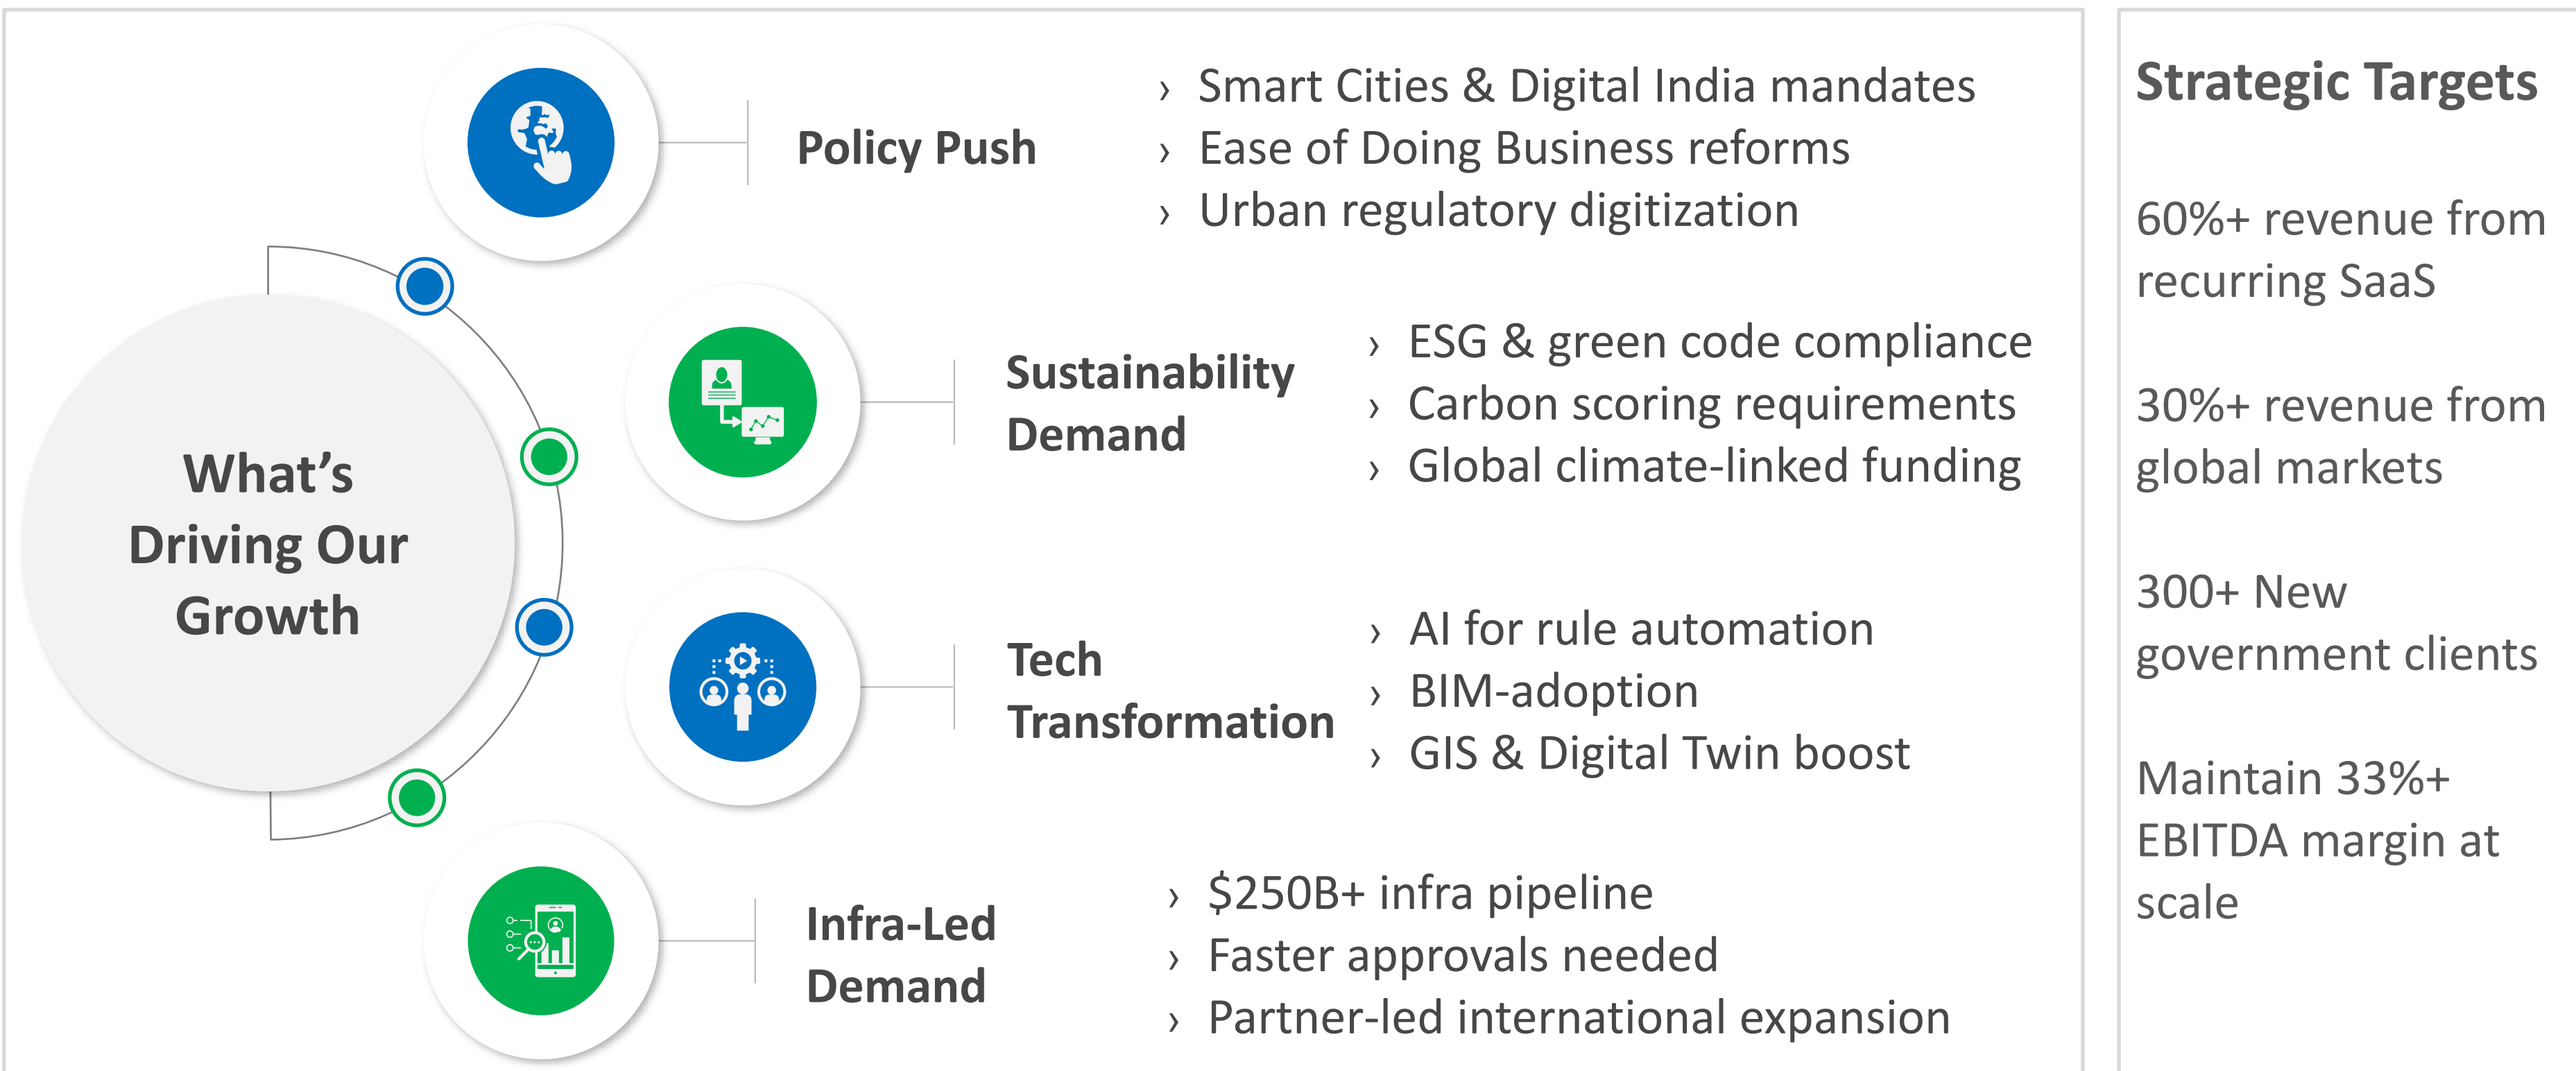 What's
Driving Our
Growth
Policy Push
› Smart Cities & Digital India mandates
› Ease of Doing Business reforms
› Urban regulatory digitization
Sustainability
Demand
› ESG & green code compliance
› Carbon scoring requirements
› Global climate-linked funding
Tech
Transformation
› AI for rule automation
› BIM-adoption
› GIS & Digital Twin boost
Infra-Led
Demand
› $250B+ infra pipeline
› Faster approvals needed
› Partner-led international expansion
Strategic Targets
60%+ revenue from
recurring SaaS
30%+ revenue from
global markets
300+ New
government clients
Maintain 33%+
EBITDA margin at
scale